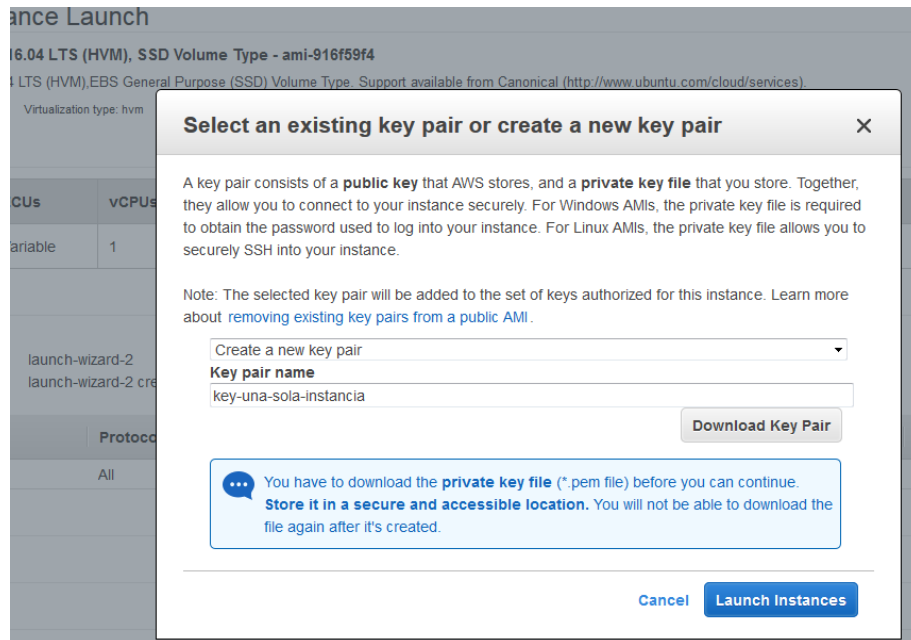 ance Launch
16.04 LTS (HVM), SSD Volume Type - ami-916f59f4
LTS (HVM),EBS General Purpose (SSD) Volume Type. Support available from Canonical (http://www.ubuntu.com/cloud/services).
Virtualization type: hvm
Select an existing key pair or create a new key pair
A key pair consists of a public key that AWS stores, and a private key file that you store. Together,
they allow you to connect to your instance securely. For Windows AMIs, the private key file is required
to obtain the password used to log into your instance. For Linux AMIs, the private key file allows you to
securely SSH into your instance.
Note: The selected key pair will be added to the set of keys authorized for this instance. Learn more
about removing existing key pairs from a public AMI.
CUs vCPUs
ariable 1
launch-wizard-2
launch-wizard-2 cre
Protoco
All
Create a new key pair
Key pair name
key-una-sola-instancia
Download Key Pair
You have to download the private key file (*.pem file) before you can continue.
Store it in a secure and accessible location. You will not be able to download the
file again after it's created.
Cancel Launch Instances